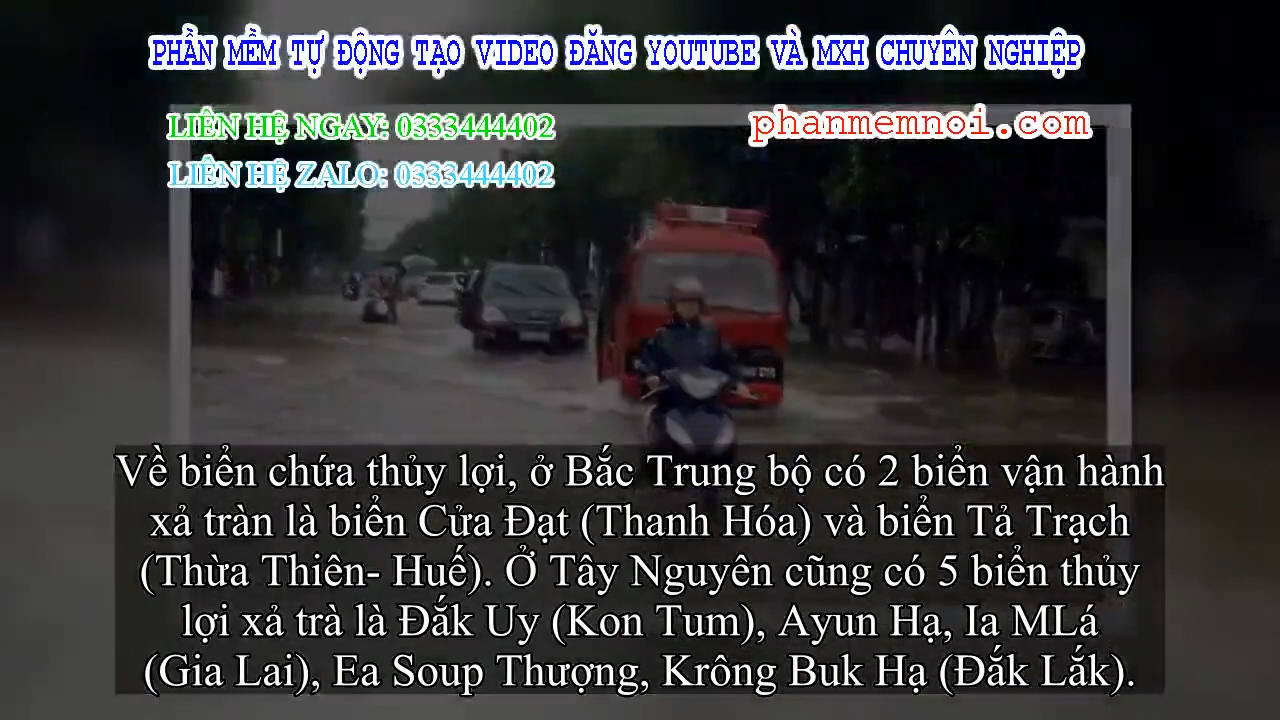 PHẦN MỀM TỰ ĐỘNG TẠO VIDEO ĐĂNG YOUTUBE VÀ MXH CHUYÊN NGHIỆP
LIÊN HỆ NGAY: 0333444402
phanmemnoi.com
LIÊN HỆ ZALO: 0333444402
Về biển chứa thủy lợi, ở Bắc Trung bộ có 2 biển vận hành
xả tràn là biển Cửa Đạt (Thanh Hóa) và biển Tả Trạch
(Thừa Thiên- Huế). Ở Tây Nguyên cũng có 5 biển thủy
lợi xả trà là Đắk Uy (Kon Tum), Ayun Hạ, Ia MLá
(Gia Lai), Ea Soup Thượng, Krông Buk Hạ (Đắk Lắk).